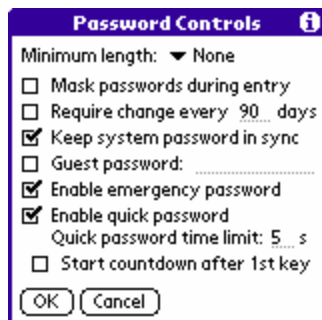 Password Controls i
Minimum length: None
Mask passwords during entry
Require change every 90 days
Keep system password in sync
Guest password:
Enable emergency password
Enable quick password
Quick password time limit: 5 s
Start countdown after 1st key
OK Cancel